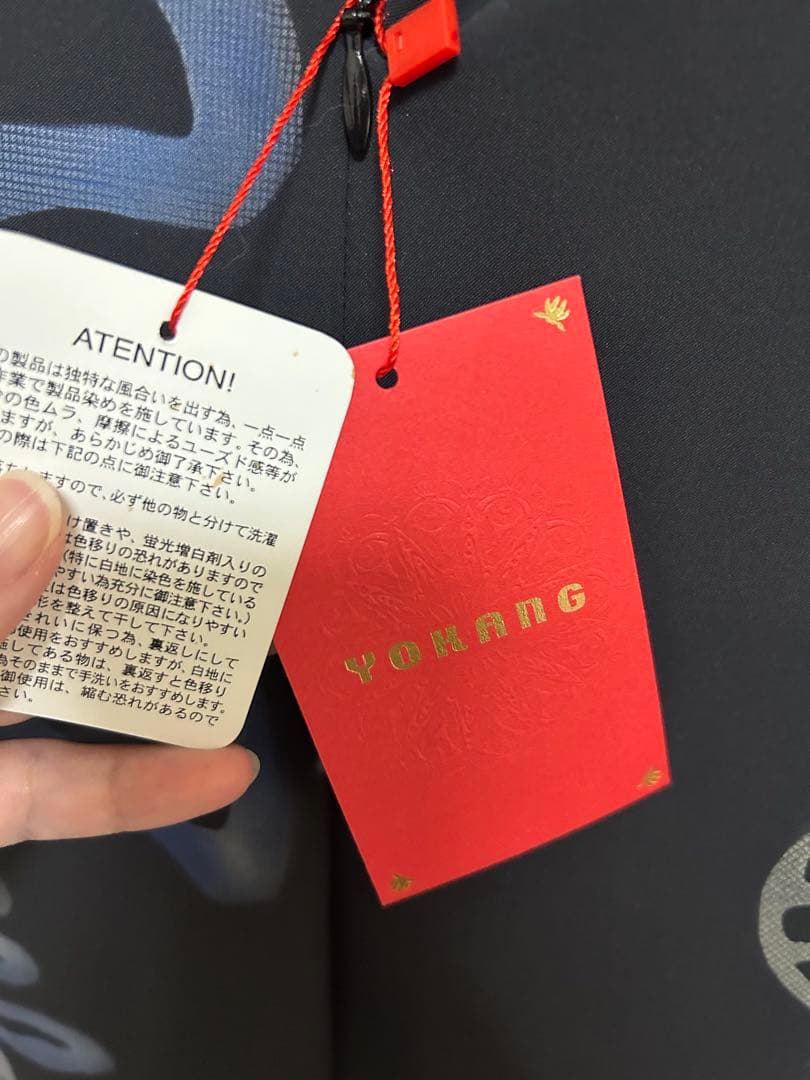 ATENTION!
の製品は独特な風合いを出す為、一点一点
作業で製品染めを施しています。その為、
の色ムラ、摩擦によるユーズド感等が
ますが、あらかじめ御了承下さい。
の際は下記の点に御注意下さい。
ますので、必ず他の物と分けて洗濯
け置きや、蛍光増白剤入りの
は色移りの恐れがありますので
(特に白地に染色を施している
やすい為充分に御注意下さい。)
は色移りの原因になりやすい
形を整えて干して下さい。
きれいに保つ為、裏返しにして
使用をおすすめしますが、白地に
施してある物は、裏返すと色移り
為そのままで手洗いをおすすめします。
御使用は、縮む恐れがあるので
さい。
YOKANG